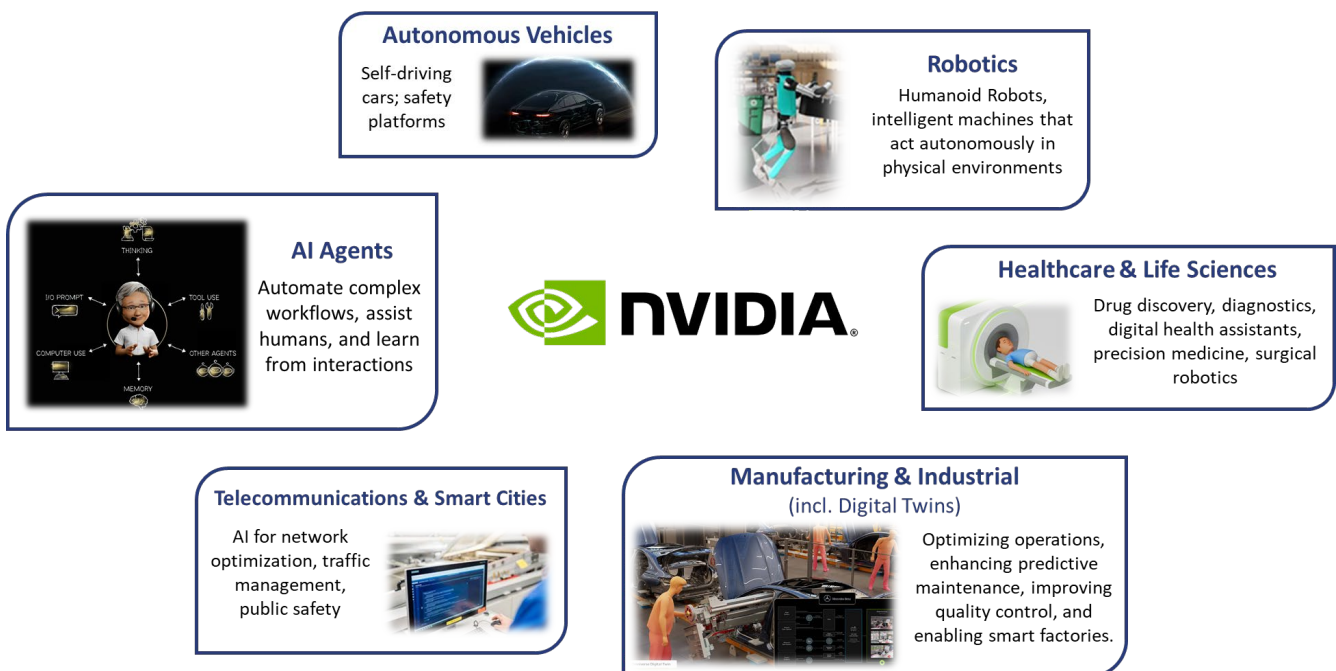 Autonomous Vehicles
Self-driving
cars; safety
platforms
Robotics
Humanoid Robots,
intelligent machines that
act autonomously in
physical environments
AI Agents
Automate complex
workflows, assist
humans, and learn
from interactions
THINKING
I/O PROMPT
TOOL USE
COMPUTER USE
OTHER AGENTS
MEMORY
NVIDIA.
Healthcare & Life Sciences
Drug discovery, diagnostics,
digital health assistants,
precision medicine, surgical
robotics
Telecommunications & Smart Cities
AI for network
optimization, traffic
management,
public safety
Manufacturing & Industrial
(incl. Digital Twins)
Optimizing operations,
enhancing predictive
maintenance, improving
quality control, and
enabling smart factories.